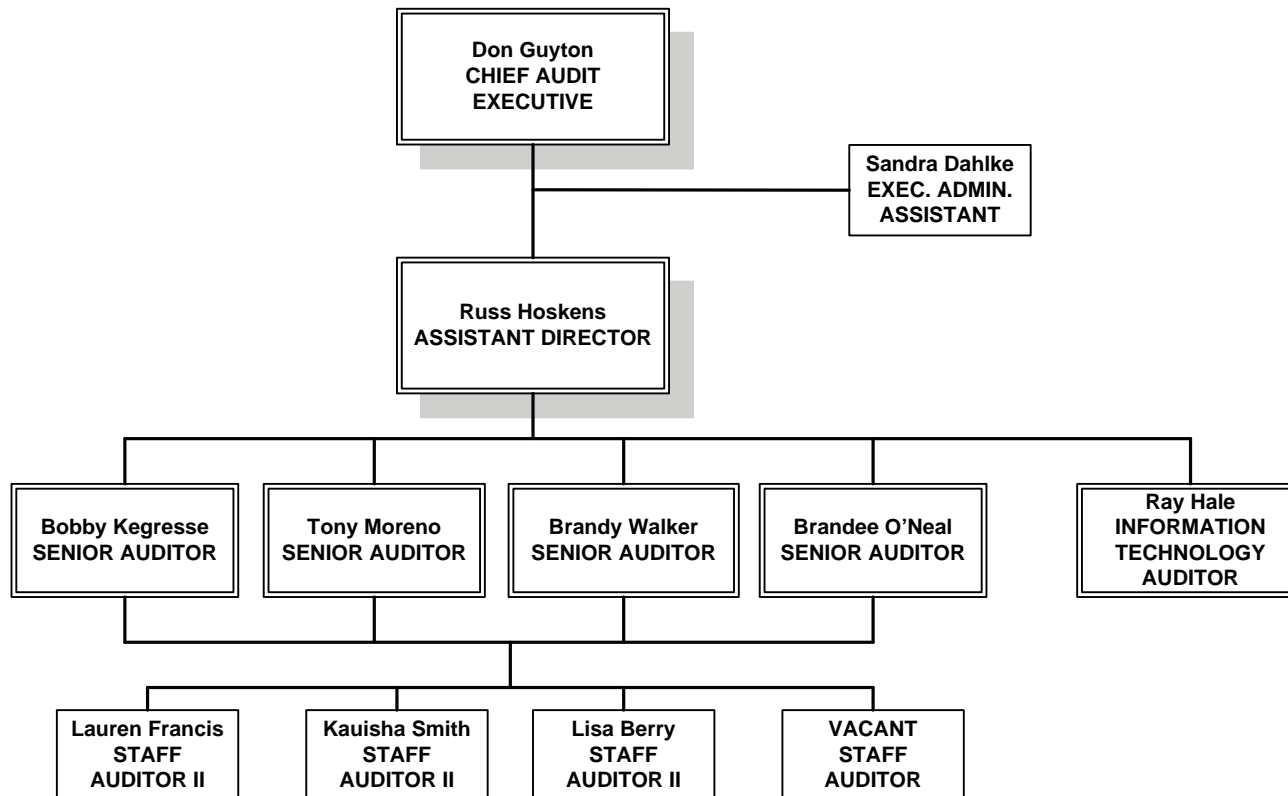 Don Guyton
CHIEF AUDIT
EXECUTIVE
Sandra Dahlke
EXEC. ADMIN.
ASSISTANT
Russ Hoskens
ASSISTANT DIRECTOR
Bobby Kegresse
SENIOR AUDITOR
Tony Moreno
SENIOR AUDITOR
Brandy Walker
SENIOR AUDITOR
Brandee O’Neal
SENIOR AUDITOR
Ray Hale
INFORMATION
TECHNOLOGY
AUDITOR
Lauren Francis
STAFF
AUDITOR II
Kauisha Smith
STAFF
AUDITOR II
Lisa Berry
STAFF
AUDITOR II
VACANT
STAFF
AUDITOR